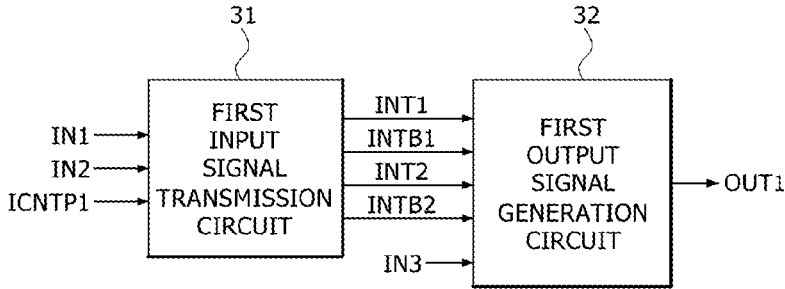 31
32
FIRST
INPUT
SIGNAL
TRANSMISSION
CIRCUIT
IN1
IN2
ICNTP1
INT1
INTB1
INT2
INTB2
IN3
FIRST
OUTPUT
SIGNAL
GENERATION
CIRCUIT
OUT1